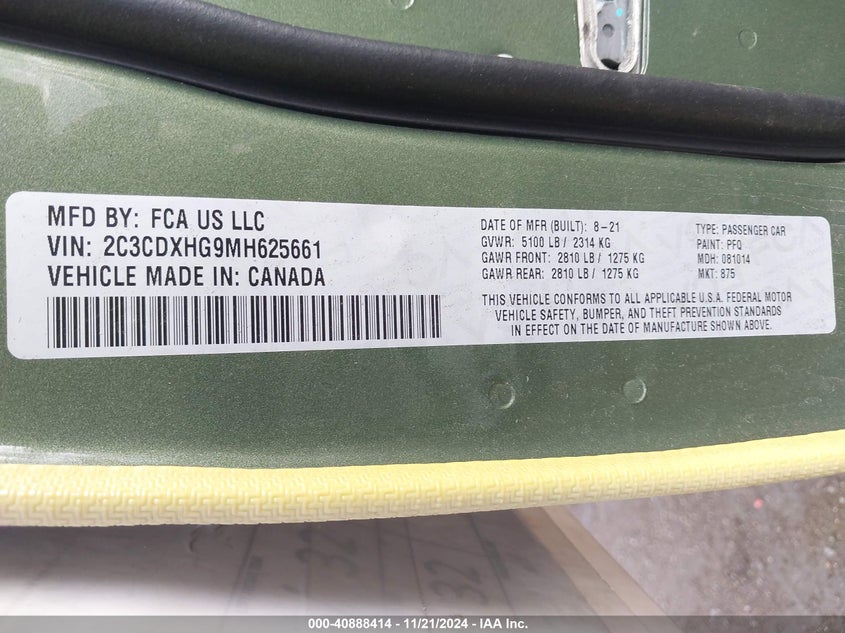 MFD BY: FCA US LLC
VIN: 2C3CDXHG9MH625661
VEHICLE MADE IN: CANADA
DATE OF MFR (BUILT): 8-21
GVWR: 5100 LB / 2314 KG
GAWR FRONT: 2810 LB / 1275 KG
GAWR REAR: 2810 LB / 1275 KG
TYPE: PASSENGER CAR
PAINT: PFQ
MDH: 081014
MKT: 875
THIS VEHICLE CONFORMS TO ALL APPLICABLE U.S.A. FEDERAL MOTOR
VEHICLE SAFETY, BUMPER, AND THEFT PREVENTION STANDARDS
IN EFFECT ON THE DATE OF MANUFACTURE SHOWN ABOVE.
000-40888414 - 11/21/2024 - IAA Inc.